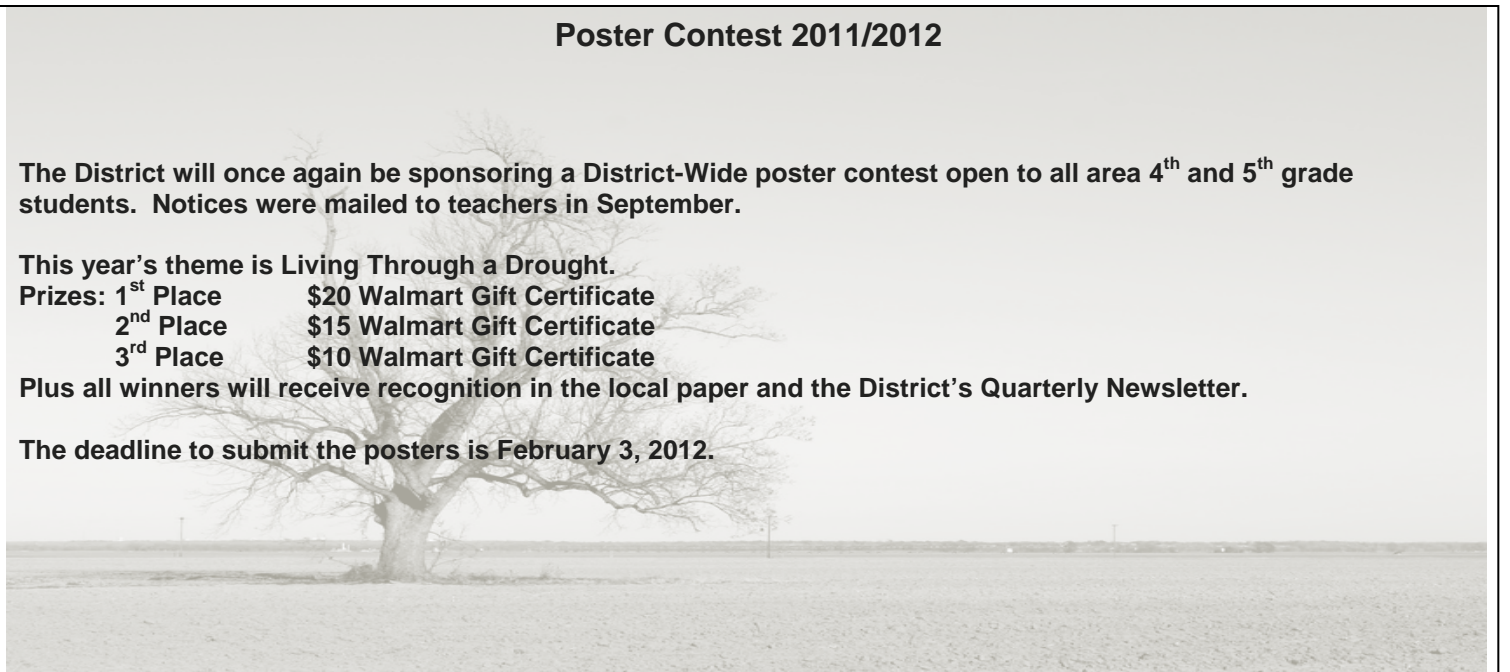 Poster Contest 2011/2012
The District will once again be sponsoring a District-Wide poster contest open to all area 4th and 5th grade
students.  Notices were mailed to teachers in September.
This year’s theme is Living Through a Drought.
Prizes: 1st Place $20 Walmart Gift Certificate
2nd Place $15 Walmart Gift Certificate
3rd Place $10 Walmart Gift Certificate
Plus all winners will receive recognition in the local paper and the District’s Quarterly Newsletter.
The deadline to submit the posters is February 3, 2012.